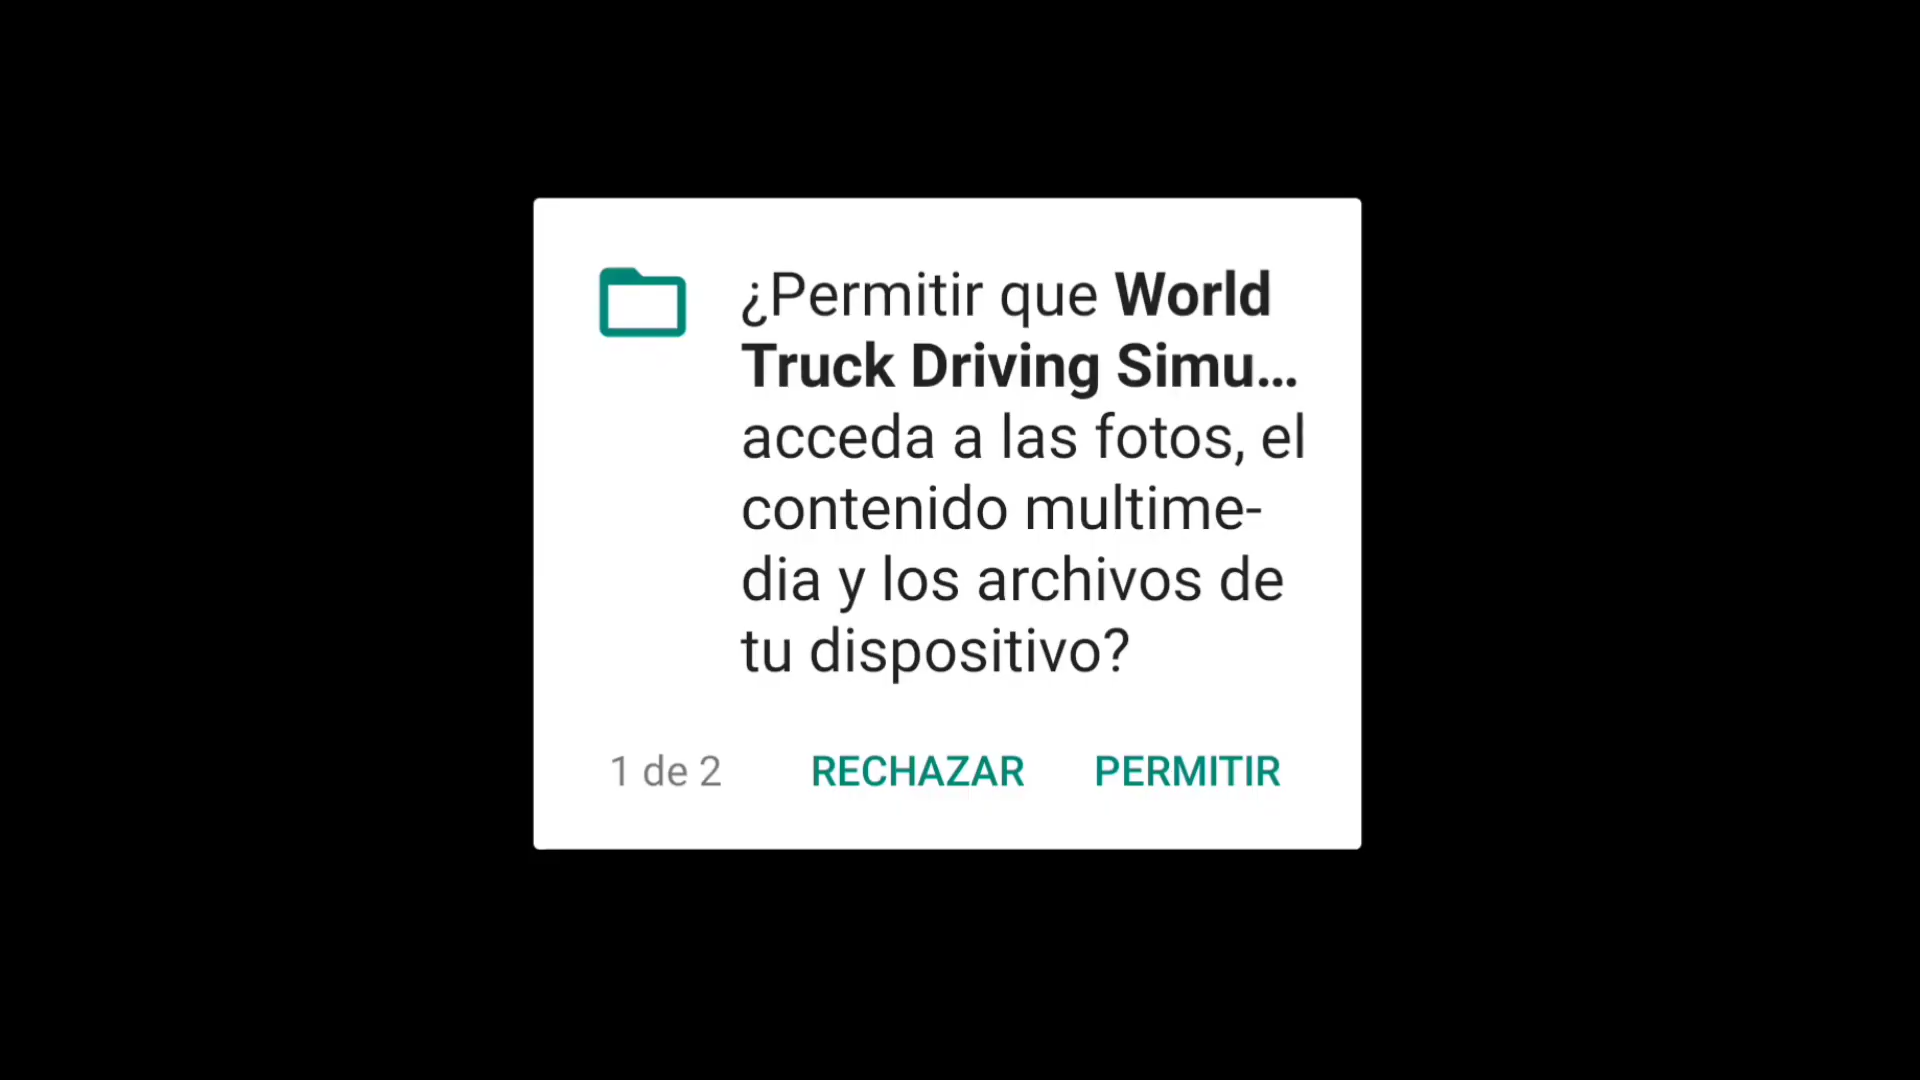 ¿Permitir que World
Truck Driving Simu...
acceda a las fotos, el
contenido multime-
dia y los archivos de
tu dispositivo?
1 de 2 RECHAZAR PERMITIR